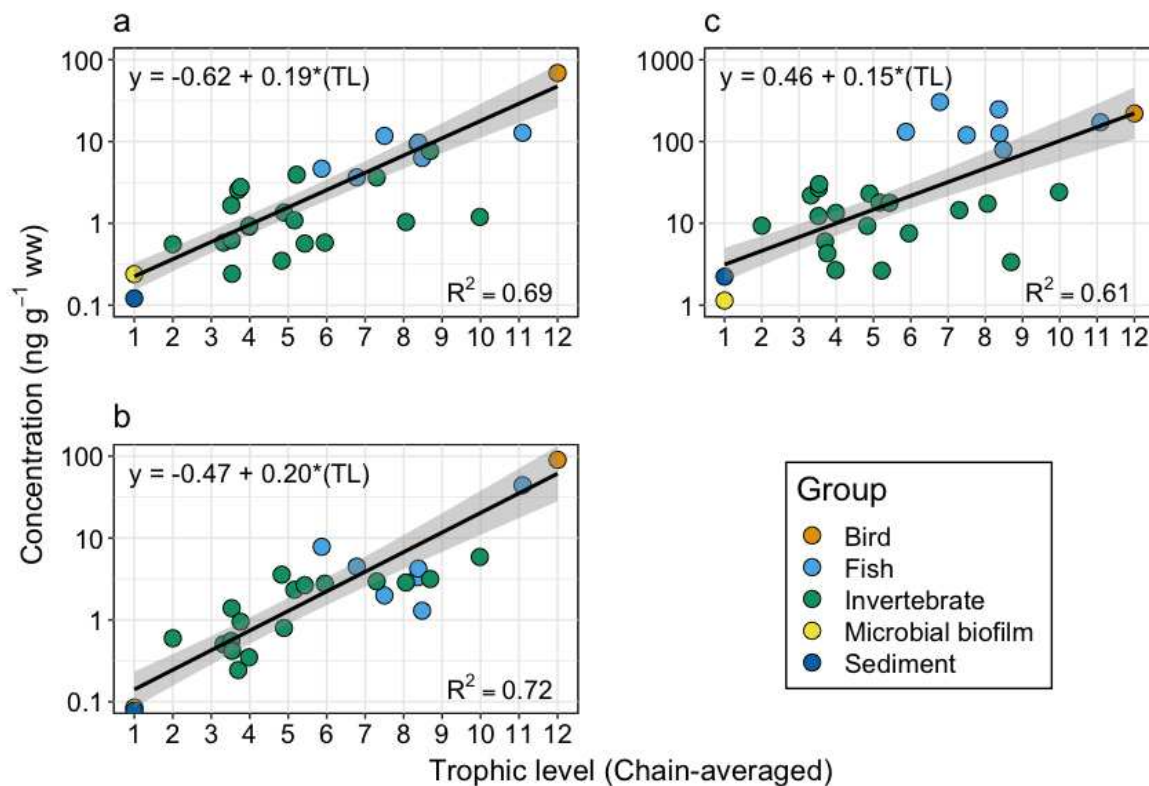 a
y = -0.62 + 0.19*(TL)
R² = 0.69
100
10
1
0.1
1 2 3 4 5 6 7 8 9 10 11 12
c
y = 0.46 + 0.15*(TL)
R² = 0.61
1000
100
10
1
1 2 3 4 5 6 7 8 9 10 11 12
b
y = -0.47 + 0.20*(TL)
R² = 0.72
100
10
1
0.1
1 2 3 4 5 6 7 8 9 10 11 12
Concentration (ng g⁻¹ ww)
Trophic level (Chain-averaged)
Group
Bird
Fish
Invertebrate
Microbial biofilm
Sediment